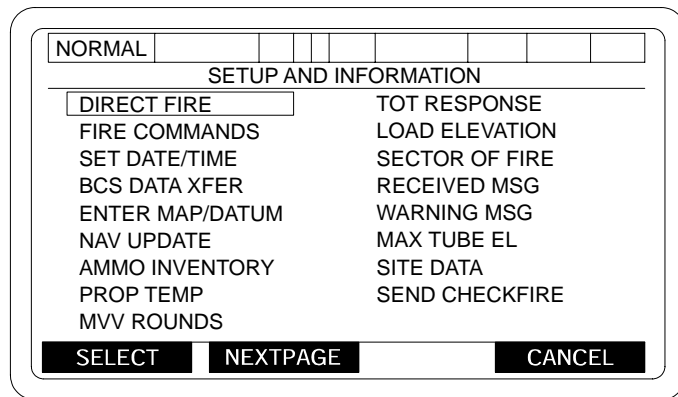 NORMAL
SETUP AND INFORMATION
DIRECT FIRE
FIRE COMMANDS
SET DATE/TIME
BCS DATA XFER
ENTER MAP/DATUM
NAV UPDATE
AMMO INVENTORY
PROP TEMP
MVV ROUNDS
TOT RESPONSE
LOAD ELEVATION
SECTOR OF FIRE
RECEIVED MSG
WARNING MSG
MAX TUBE EL
SITE DATA
SEND CHECKFIRE
SELECT NEXTPAGE CANCEL